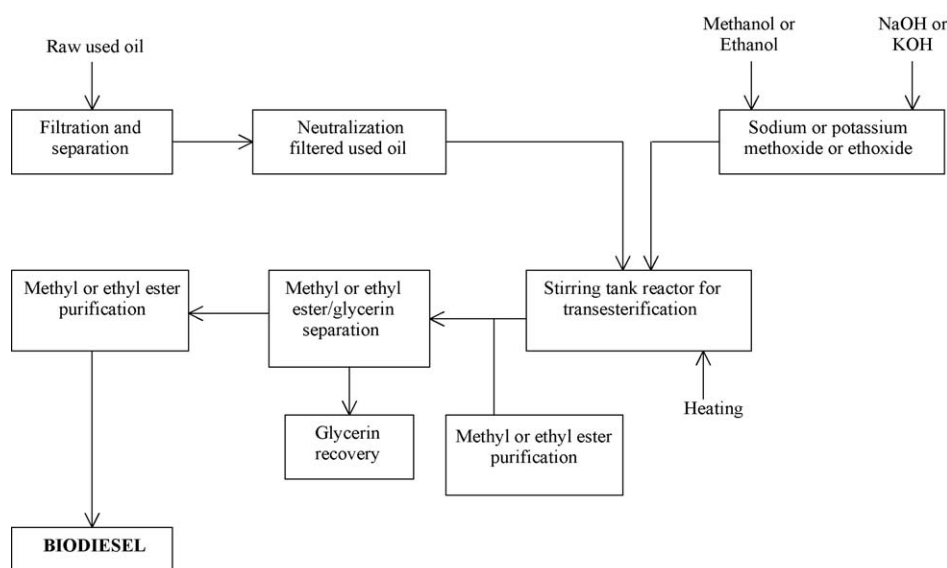 Raw used oil
Methanol or
Ethanol
NaOH or
KOH
Filtration and
separation
Neutralization
filtered used oil
Sodium or potassium
methoxide or ethoxide
Methyl or ethyl ester
purification
Methyl or ethyl
ester/glycerin
separation
Stirring tank reactor for
transesterification
Heating
Glycerin
recovery
Methyl or ethyl ester
purification
BIODIESEL